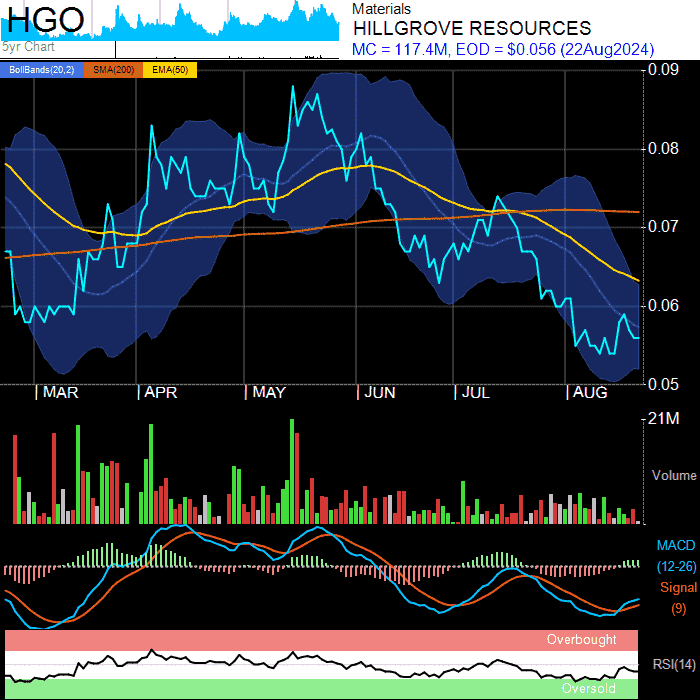 HGO
5yr Chart
Materials
HILLGROVE RESOURCES
MC = 117.4M, EOD = $0.056 (22Aug2024)
BollBands(20,2) SMA(200) EMA(50)
0.09
0.08
0.07
0.06
0.05
MAR APR MAY JUN JUL AUG
21M
Volume
MACD
(12-26)
Signal
(9)
Overbought
RSI(14)
Oversold